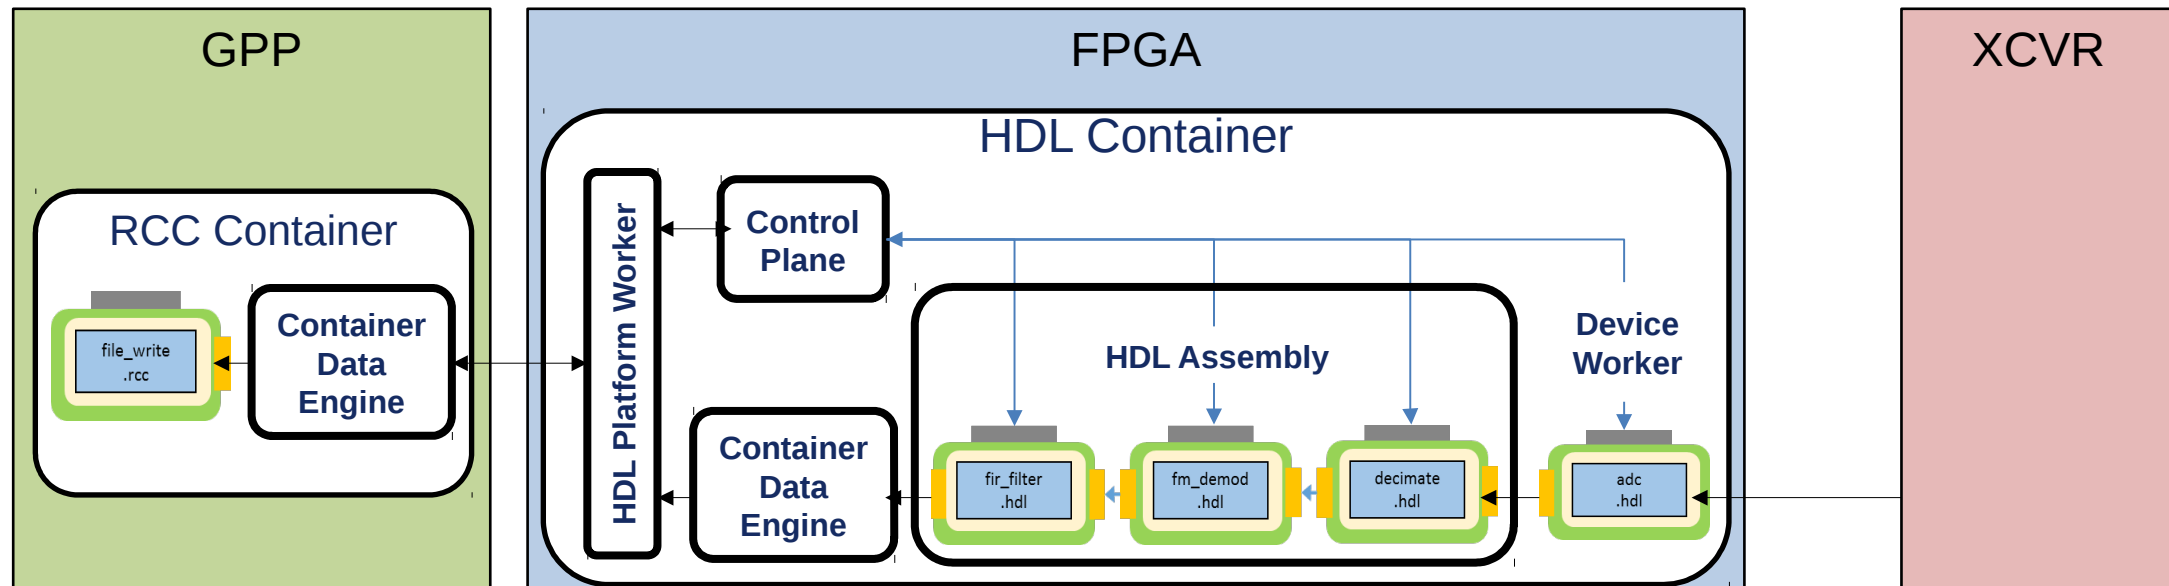 GPP
FPGA
XCVR
HDL Container
RCC Container
file_write
.rcc
Container
Data
Engine
HDL Platform Worker
Control
Plane
Container
Data
Engine
HDL Assembly
Device
Worker
fir_filter
.hdl
fm_demod
.hdl
decimate
.hdl
adc
.hdl